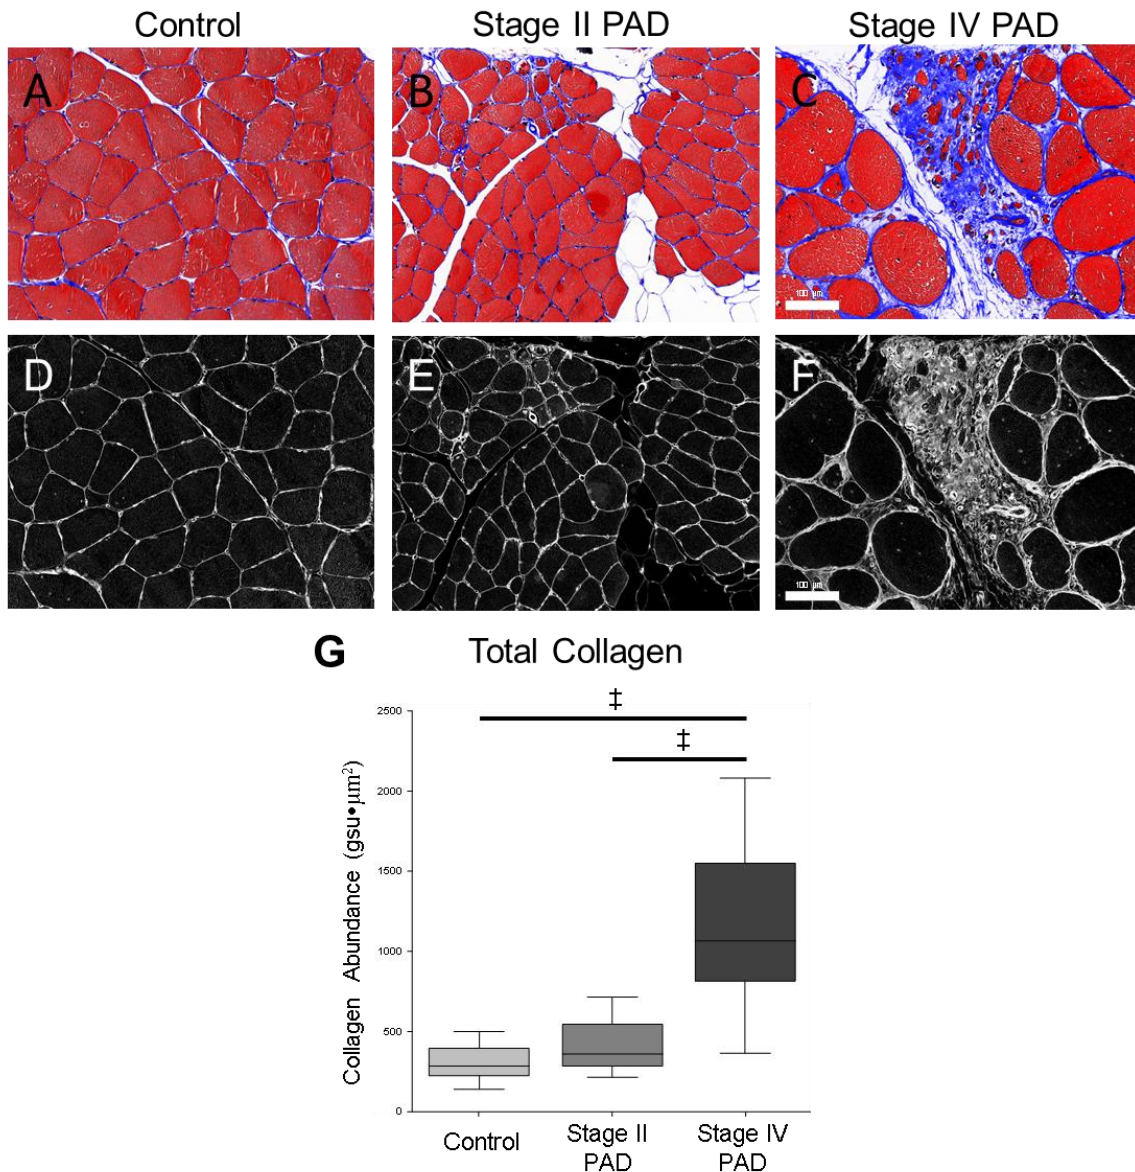 Control
Stage II PAD
Stage IV PAD
A
B
C
100 μm
D
E
F
100 μm
G
Total Collagen
‡
‡
Collagen Abundance (gsu•μm²)
2500
2000
1500
1000
500
0
Control
Stage II
PAD
Stage IV
PAD